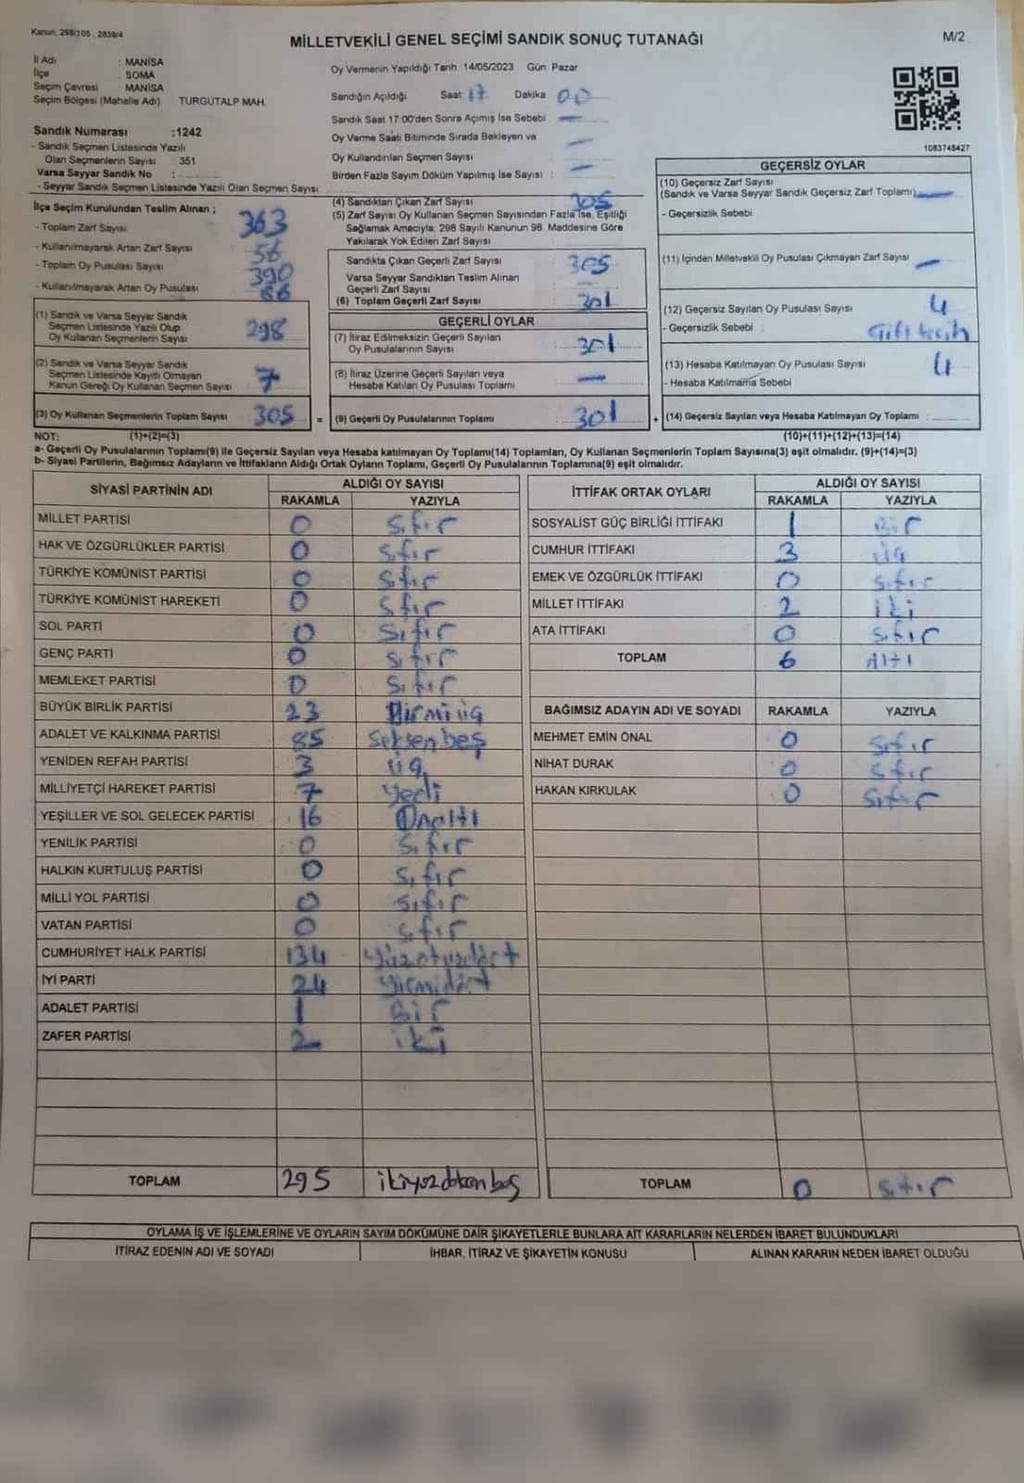 Kanun, 298/105 , 2839/4
MİLLETVEKİLİ GENEL SEÇİMİ SANDIK SONUÇ TUTANAĞI
M/2
İl Adı : MANİSA
İlçe : SOMA
Seçim Çevresi : MANİSA
Seçim Bölgesi (Mahalle Adı) : TURGUTALP MAH.
Oy Vermenin Yapıldığı Tarih :14/05/2023 Gün: Pazar
Sandığın Açıldığı Saat: 17 Dakika 00
Sandık Saat 17:00'den Sonra Açımış İse Sebebi : —
Oy Verme Saati Bitiminde Sırada Bekleyen ve
Oy Kullandırılan Seçmen Sayısı : —
Birden Fazla Sayım Döküm Yapılmış İse Sayısı : —
1083748427
Sandık Numarası :1242
- Sandık Seçmen Listesinde Yazılı
Olan Seçmenlerin Sayısı : 351
Varsa Seyyar Sandık No :
- Seyyar Sandık Seçmen Listesinde Yazılı Olan Seçmen Sayısı :
İlçe Seçim Kurulundan Teslim Alınan ;
- Toplam Zarf Sayısı : 363
- Kullanılmayarak Artan Zarf Sayısı : 56
- Toplam Oy Pusulası Sayısı : 390
- Kullanılmayarak Artan Oy Pusulası : 86
(1) Sandık ve Varsa Seyyar Sandık
Seçmen Listesinde Yazılı Olup
Oy Kullanan Seçmenlerin Sayısı : 298
(2) Sandık ve Varsa Seyyar Sandık
Seçmen Listesinde Kayıtlı Olmayan
Kanun Gereği Oy Kullanan Seçmen Sayısı : 7
(3) Oy Kullanan Seçmenlerin Toplam Sayısı : 305
(4) Sandıktan Çıkan Zarf Sayısı : 305
(5) Zarf Sayısı Oy Kullanan Seçmen Sayısından Fazla İse, Eşitliği
Sağlamak Amacıyla, 298 Sayılı Kanunun 98. Maddesine Göre
Yakılarak Yok Edilen Zarf Sayısı :
Sandıkta Çıkan Geçerli Zarf Sayısı : 305
Varsa Seyyar Sandıktan Teslim Alınan
Geçerli Zarf Sayısı :
(6) Toplam Geçerli Zarf Sayısı : 301
GEÇERLİ OYLAR
(7) İtiraz Edilmeksizin Geçerli Sayılan
Oy Pusulalarının Sayısı : 301
(8) İtiraz Üzerine Geçerli Sayılan veya
Hesaba Katılan Oy Pusulası Toplamı : —
= (9) Geçerli Oy Pusulalarının Toplamı : 301
GEÇERSİZ OYLAR
(10) Geçersiz Zarf Sayısı
(Sandık ve Varsa Seyyar Sandık Geçersiz Zarf Toplamı) : —
- Geçersizlik Sebebi
(11) İçinden Milletvekili Oy Pusulası Çıkmayan Zarf Sayısı : —
(12) Geçersiz Sayılan Oy Pusulası Sayısı : 4
- Geçersizlik Sebebi : Çift tercih
(13) Hesaba Katılmayan Oy Pusulası Sayısı : 4
- Hesaba Katılmama Sebebi
+ (14) Geçersiz Sayılan veya Hesaba Katılmayan Oy Toplamı :
NOT: (1)+(2)=(3) (10)+(11)+(12)+(13)=(14)
a- Geçerli Oy Pusulalarının Toplamı(9) ile Geçersiz Sayılan veya Hesaba katılmayan Oy Toplamı(14) Toplamları, Oy Kullanan Seçmenlerin Toplam Sayısına(3) eşit olmalıdır. (9)+(14)=(3)
b- Siyasi Partilerin, Bağımsız Adayların ve İttifakların Aldığı Ortak Oyların Toplamı, Geçerli Oy Pusulalarının Toplamına(9) eşit olmalıdır.
SİYASİ PARTİNİN ADI ALDIĞI OY SAYISI
RAKAMLA YAZIYLA
MİLLET PARTİSİ 0 Sıfır
HAK VE ÖZGÜRLÜKLER PARTİSİ 0 Sıfır
TÜRKİYE KOMÜNİST PARTİSİ 0 Sıfır
TÜRKİYE KOMÜNİST HAREKETİ 0 Sıfır
SOL PARTİ 0 Sıfır
GENÇ PARTİ 0 Sıfır
MEMLEKET PARTİSİ 0 Sıfır
BÜYÜK BİRLİK PARTİSİ 23 Yirmiüç
ADALET VE KALKINMA PARTİSİ 85 Seksenbeş
YENİDEN REFAH PARTİSİ 3 üç
MİLLİYETÇİ HAREKET PARTİSİ 7 Yedi
YEŞİLLER VE SOL GELECEK PARTİSİ 16 Onaltı
YENİLİK PARTİSİ 0 Sıfır
HALKIN KURTULUŞ PARTİSİ 0 Sıfır
MİLLİ YOL PARTİSİ 0 Sıfır
VATAN PARTİSİ 0 Sıfır
CUMHURİYET HALK PARTİSİ 134 Yüzotuzdört
İYİ PARTİ 24 Yirmidört
ADALET PARTİSİ 1 Bir
ZAFER PARTİSİ 2 iki
TOPLAM 295 ikiyüzdoksanbeş
İTTİFAK ORTAK OYLARI ALDIĞI OY SAYISI
RAKAMLA YAZIYLA
SOSYALİST GÜÇ BİRLİĞİ İTTİFAKI 1 Bir
CUMHUR İTTİFAKI 3 üç
EMEK VE ÖZGÜRLÜK İTTİFAKI 0 Sıfır
MİLLET İTTİFAKI 2 iki
ATA İTTİFAKI 0 Sıfır
TOPLAM 6 Altı
BAĞIMSIZ ADAYIN ADI VE SOYADI RAKAMLA YAZIYLA
MEHMET EMİN ÖNAL 0 Sıfır
NİHAT DURAK 0 Sıfır
HAKAN KIRKULAK 0 Sıfır
TOPLAM 0 Sıfır
OYLAMA İŞ VE İŞLEMLERİNE VE OYLARIN SAYIM DÖKÜMÜNE DAİR ŞİKAYETLERLE BUNLARA AİT KARARLARIN NELERDEN İBARET BULUNDUKLARI
İTİRAZ EDENİN ADI VE SOYADI İHBAR, İTİRAZ VE ŞİKAYETİN KONUSU ALINAN KARARIN NEDEN İBARET OLDUĞU